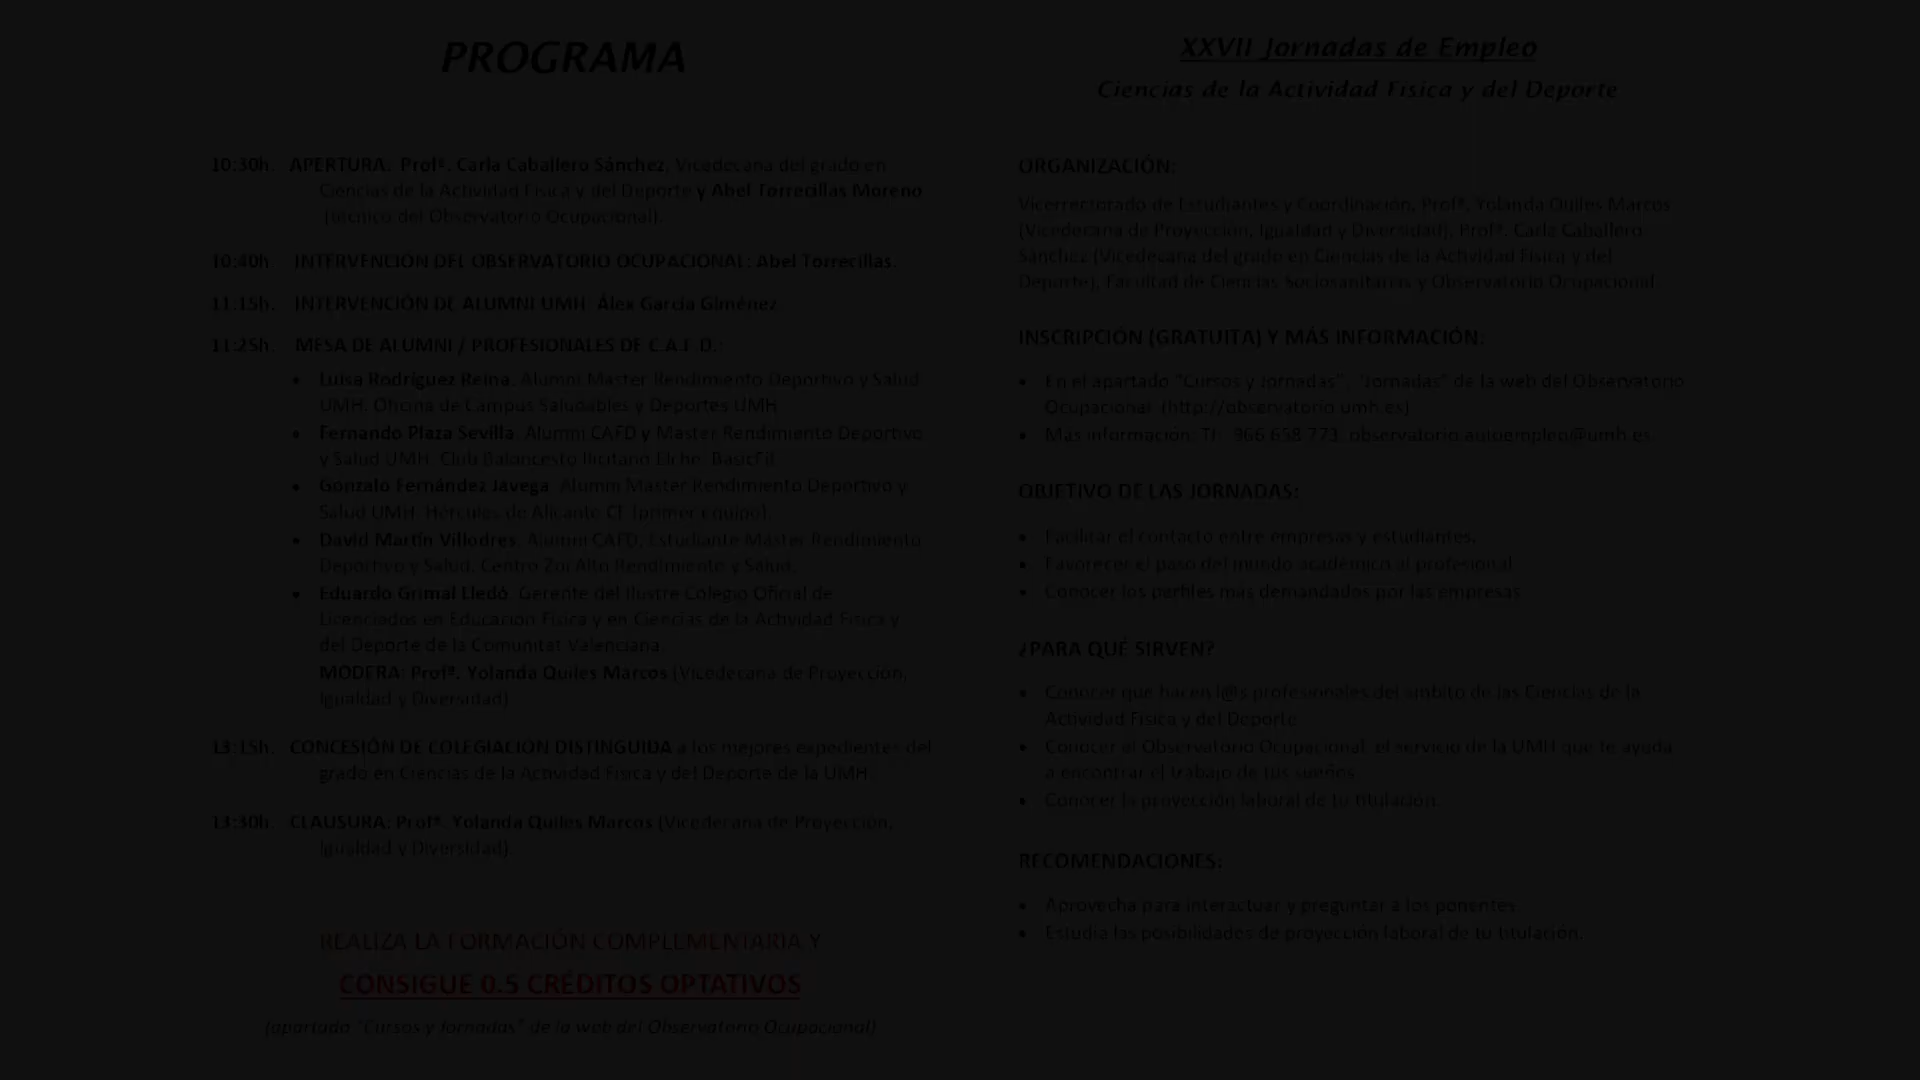 PROGRAMA
10:30h. APERTURA. Profª. Carla Caballero Sánchez, Vicedecana del grado en
Ciencias de la Actividad Física y del Deporte y Abel Torrecillas Moreno
(técnico del Observatorio Ocupacional).
10:40h. INTERVENCIÓN DEL OBSERVATORIO OCUPACIONAL: Abel Torrecillas.
11:15h. INTERVENCIÓN DE ALUMNI UMH. Álex García Giménez
11:25h. MESA DE ALUMNI / PROFESIONALES DE C.A.F.D.:
• Luisa Rodríguez Reina. Alumni Master Rendimiento Deportivo y Salud
UMH. Oficina de Campus Saludables y Deportes UMH
• Fernando Plaza Sevilla. Alumni CAFD y Master Rendimiento Deportivo
y Salud UMH. Club Baloncesto Ilicitano Elche. BasicFit
• Gonzalo Fernández Jávega. Alumni Master Rendimiento Deportivo y
Salud UMH. Hércules de Alicante CF (primer equipo).
• David Martín Villodres. Alumni CAFD. Estudiante Máster Rendimiento
Deportivo y Salud. Centro Zoi Alto Rendimiento y Salud.
• Eduardo Grimal Lledó. Gerente del Ilustre Colegio Oficial de
Licenciados en Educación Física y en Ciencias de la Actividad Física y
del Deporte de la Comunitat Valenciana
MODERA: Profª. Yolanda Quiles Marcos (Vicedecana de Proyección,
Igualdad y Diversidad)
13:15h. CONCESIÓN DE COLEGIACIÓN DISTINGUIDA a los mejores expedientes del
grado en Ciencias de la Actividad Física y del Deporte de la UMH.
13:30h. CLAUSURA: Profª. Yolanda Quiles Marcos (Vicedecana de Proyección,
Igualdad y Diversidad).
REALIZA LA FORMACIÓN COMPLEMENTARIA Y
CONSIGUE 0.5 CRÉDITOS OPTATIVOS
(apartado "Cursos y Jornadas" de la web del Observatorio Ocupacional)
XXVII Jornadas de Empleo
Ciencias de la Actividad Física y del Deporte
ORGANIZACIÓN:
Vicerrectorado de Estudiantes y Coordinación, Profª. Yolanda Quiles Marcos
(Vicedecana de Proyección, Igualdad y Diversidad), Profª. Carla Caballero
Sánchez (Vicedecana del grado en Ciencias de la Actividad Física y del
Deporte), Facultad de Ciencias Sociosanitarias y Observatorio Ocupacional.
INSCRIPCIÓN (GRATUITA) Y MÁS INFORMACIÓN:
• En el apartado "Cursos y Jornadas", "Jornadas" de la web del Observatorio
Ocupacional. (http://observatorio.umh.es)
• Más información: Tf.: 966 658 773, observatorio.autoempleo@umh.es
OBJETIVO DE LAS JORNADAS:
• Facilitar el contacto entre empresas y estudiantes.
• Favorecer el paso del mundo académico al profesional
• Conocer los perfiles más demandados por las empresas
¿PARA QUÉ SIRVEN?
• Conocer que hacen l@s profesionales del ámbito de las Ciencias de la
Actividad Física y del Deporte
• Conocer el Observatorio Ocupacional, el servicio de la UMH que te ayuda
a encontrar el trabajo de tus sueños
• Conocer la proyección laboral de tu titulación
RECOMENDACIONES:
• Aprovecha para interactuar y preguntar a los ponentes
• Estudia las posibilidades de proyección laboral de tu titulación.